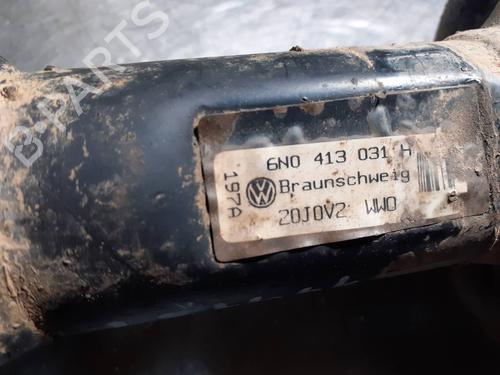 B-PARTS
6N0 413 031 H
197A
Braunschweig
20J0V2 WWO